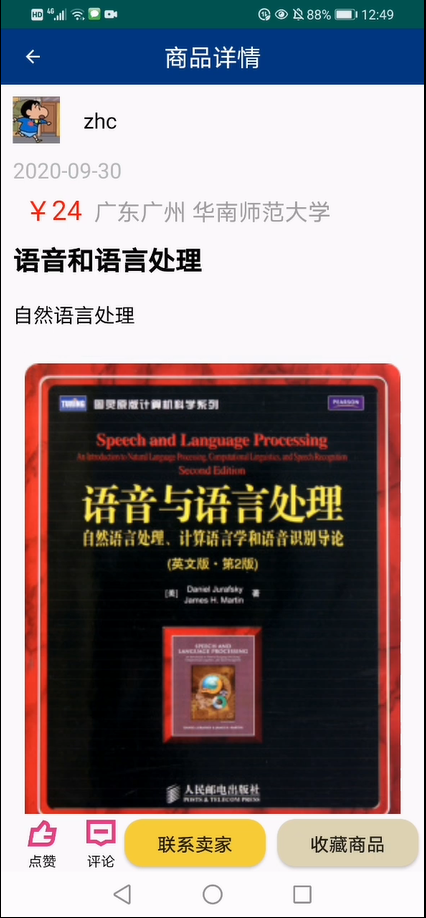 HD 4G 88% 12:49
商品详情
zhc
2020-09-30
￥24 广东广州 华南师范大学
语音和语言处理
自然语言处理
TURING 图灵原版计算机科学系列 PEARSON
Speech and Language Processing
An Introduction to Natural Language Processing, Computational Linguistics, and Speech Recognition
Second Edition
语音与语言处理
自然语言处理、计算语言学和语音识别导论
(英文版·第2版)
[美] Daniel Jurafsky
James H. Martin 著
SPEECH AND
LANGUAGE PROCESSING
人民邮电出版社
POSTS & TELECOM PRESS
点赞 评论 联系卖家 收藏商品